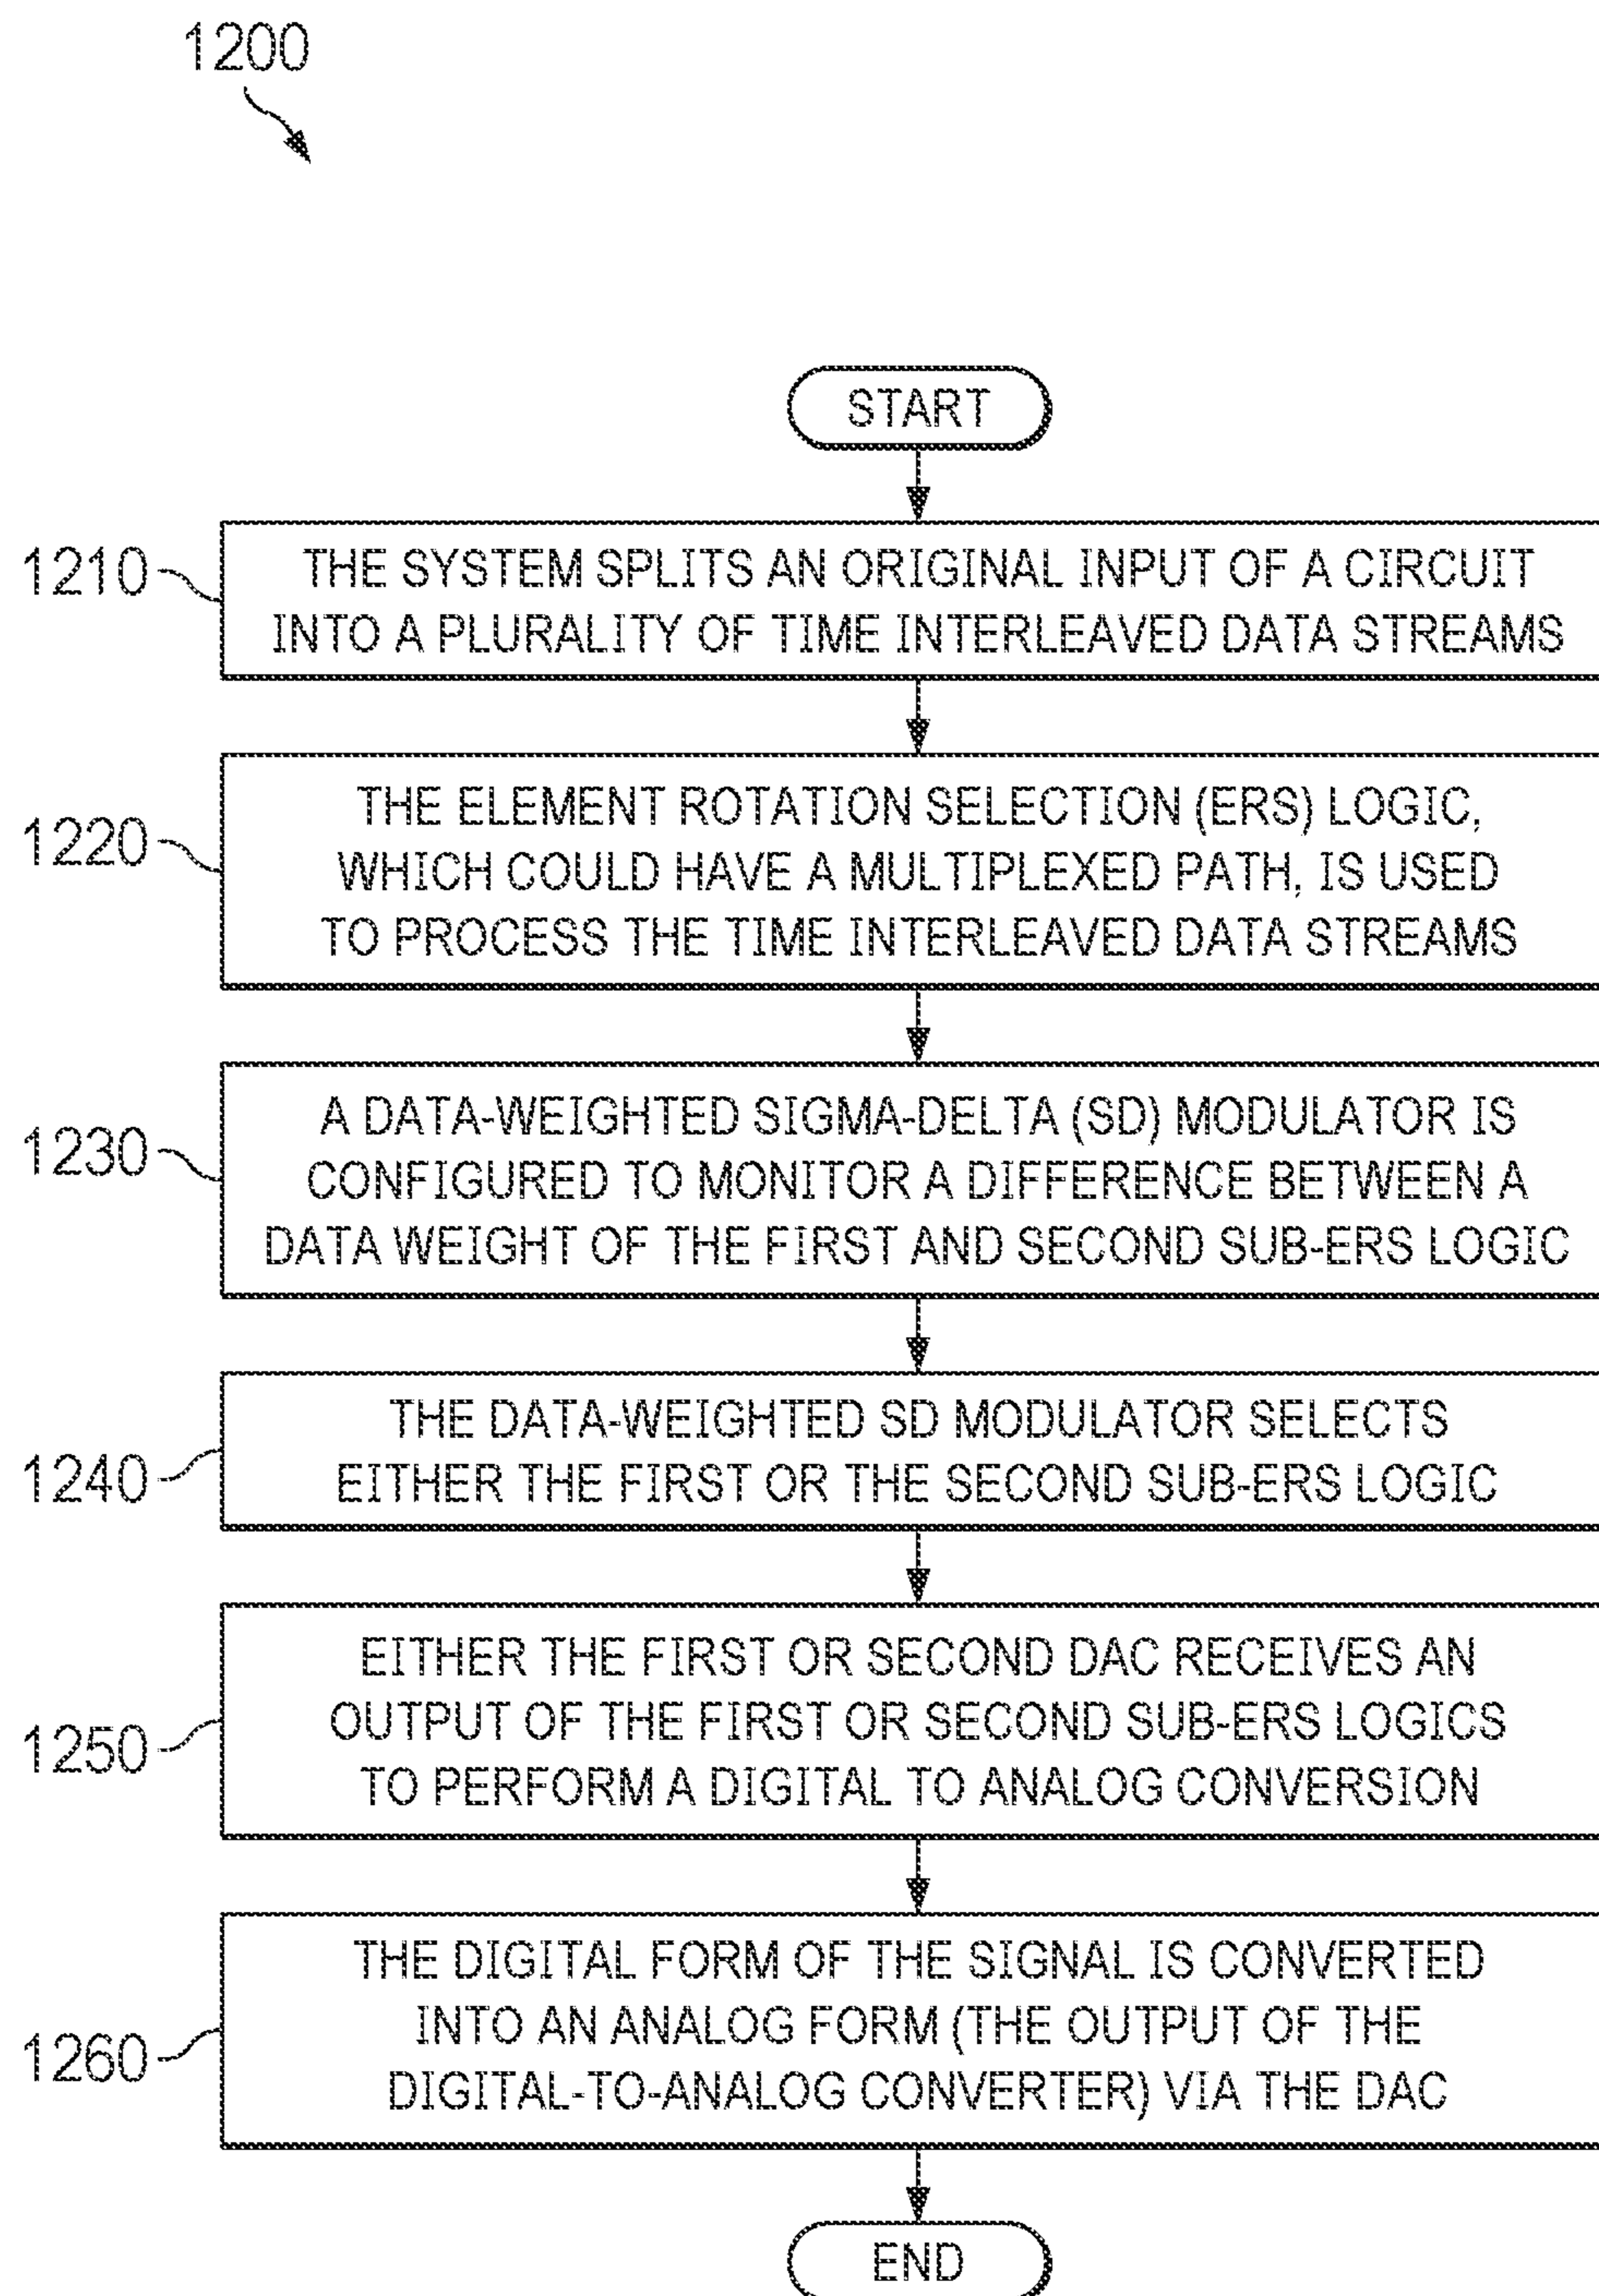 1200
START
1210
THE SYSTEM SPLITS AN ORIGINAL INPUT OF A CIRCUIT
INTO A PLURALITY OF TIME INTERLEAVED DATA STREAMS
1220
THE ELEMENT ROTATION SELECTION (ERS) LOGIC,
WHICH COULD HAVE A MULTIPLEXED PATH, IS USED
TO PROCESS THE TIME INTERLEAVED DATA STREAMS
1230
A DATA-WEIGHTED SIGMA-DELTA (SD) MODULATOR IS
CONFIGURED TO MONITOR A DIFFERENCE BETWEEN A
DATA WEIGHT OF THE FIRST AND SECOND SUB-ERS LOGIC
1240
THE DATA-WEIGHTED SD MODULATOR SELECTS
EITHER THE FIRST OR THE SECOND SUB-ERS LOGIC
1250
EITHER THE FIRST OR SECOND DAC RECEIVES AN
OUTPUT OF THE FIRST OR SECOND SUB-ERS LOGICS
TO PERFORM A DIGITAL TO ANALOG CONVERSION
1260
THE DIGITAL FORM OF THE SIGNAL IS CONVERTED
INTO AN ANALOG FORM (THE OUTPUT OF THE
DIGITAL-TO-ANALOG CONVERTER) VIA THE DAC
END